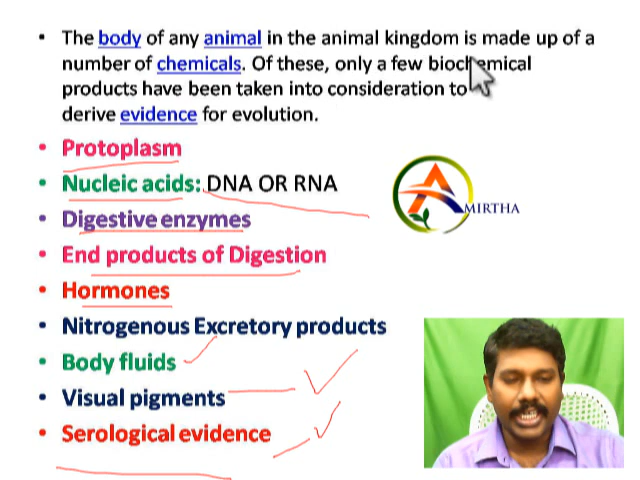 • The body of any animal in the animal kingdom is made up of a
number of chemicals. Of these, only a few biochemical
products have been taken into consideration to
derive evidence for evolution.
• Protoplasm
• Nucleic acids: DNA OR RNA
AMIRTHA
• Digestive enzymes
• End products of Digestion
• Hormones
• Nitrogenous Excretory products
• Body fluids
• Visual pigments
• Serological evidence